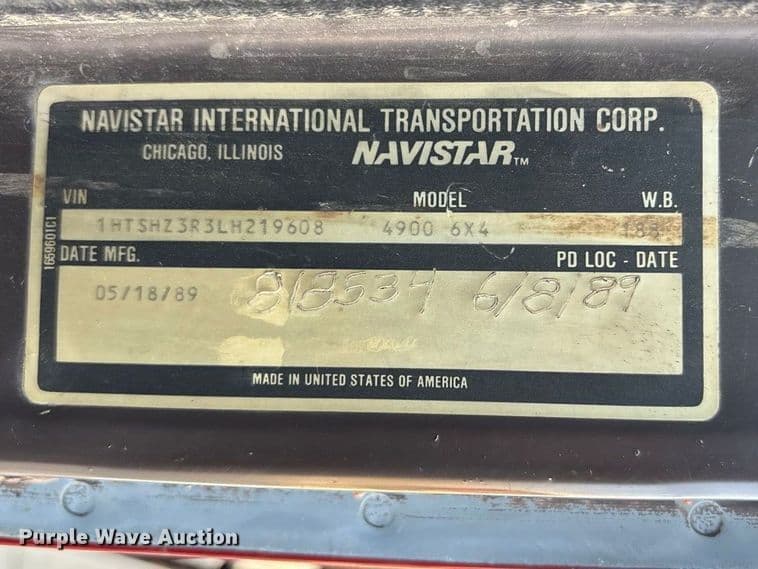 NAVISTAR INTERNATIONAL TRANSPORTATION CORP.
CHICAGO, ILLINOIS NAVISTAR™
VIN MODEL W.B.
1HTSHZ3R3LH219608 4900 6X4
1659601C1
DATE MFG. PD LOC - DATE
05/18/89 818534 6/8/89
MADE IN UNITED STATES OF AMERICA
Purple Wave Auction